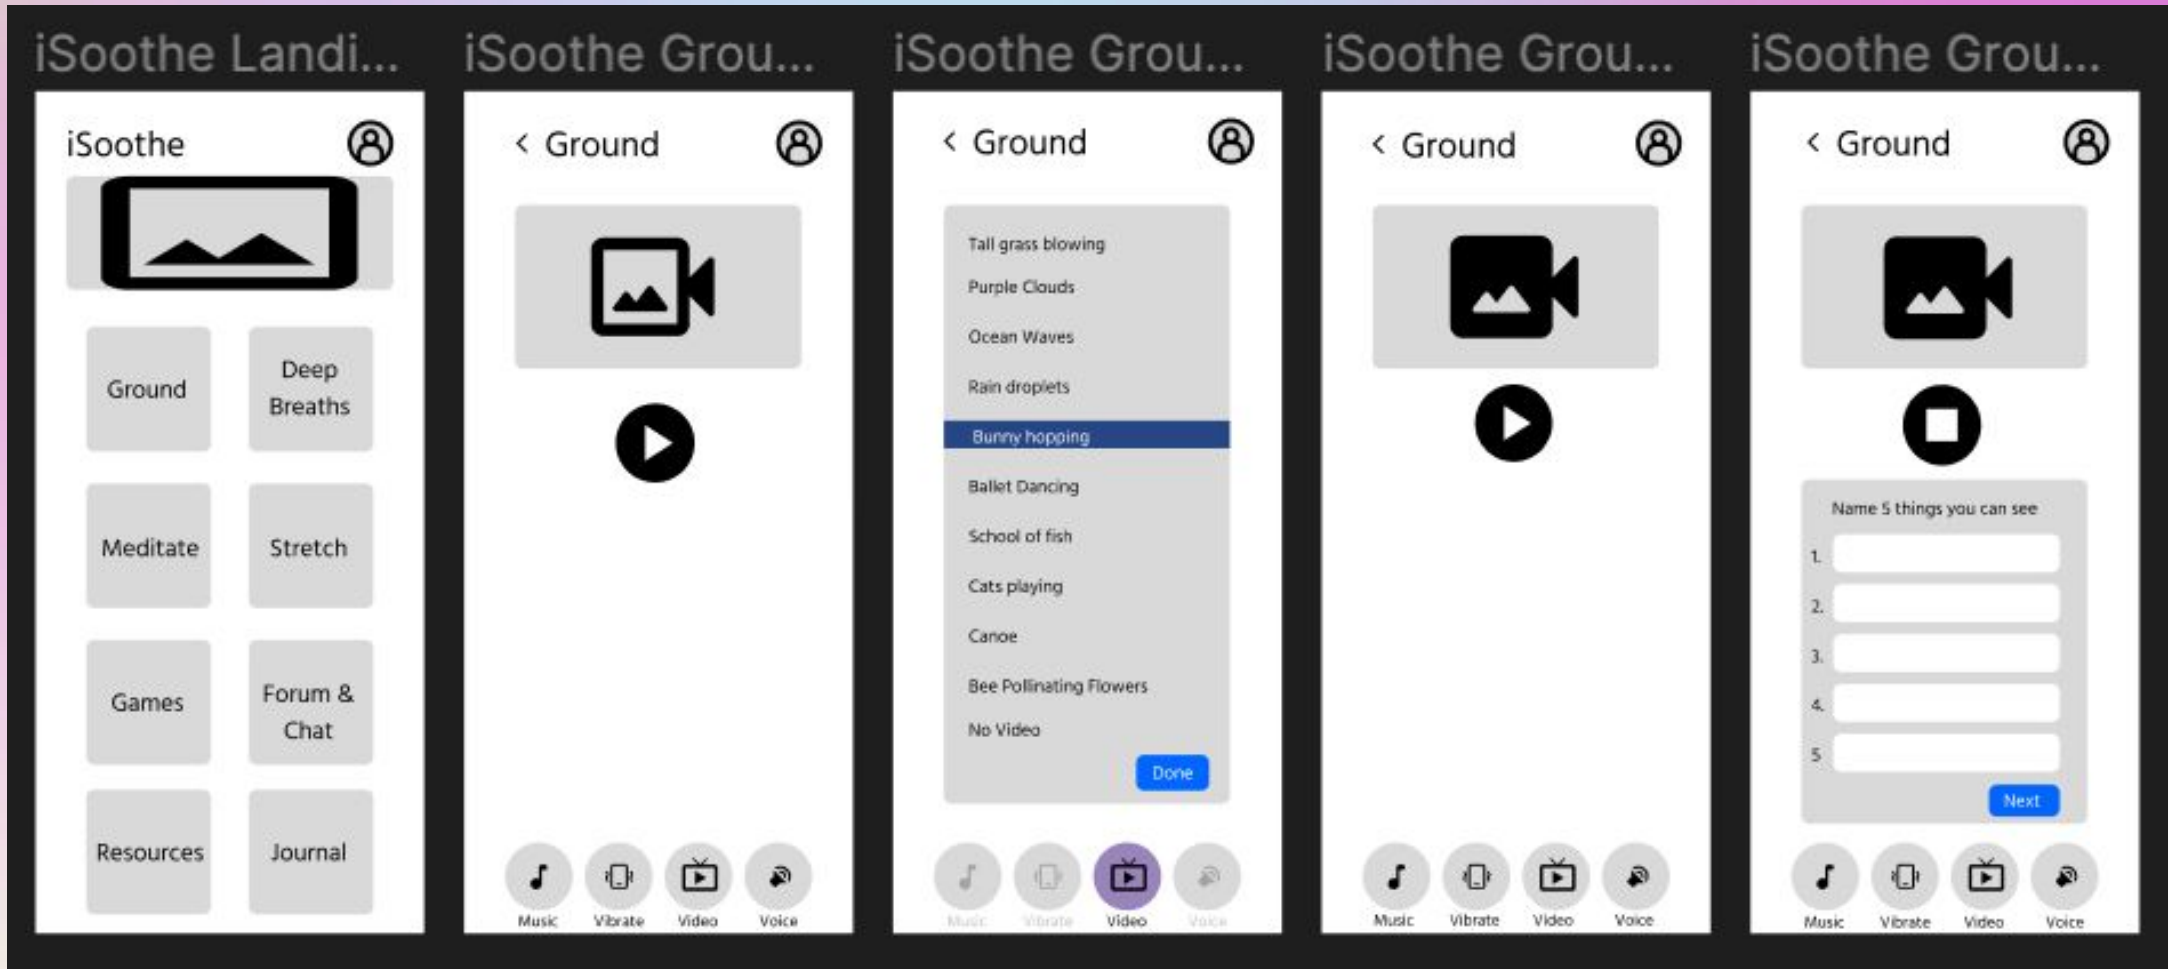 iSoothe Landi...
iSoothe Grou...
iSoothe Grou...
iSoothe Grou...
iSoothe Grou...
iSoothe
Ground
Deep
Breaths
Meditate
Stretch
Games
Forum &
Chat
Resources
Journal
< Ground
Music
Vibrate
Video
Voice
< Ground
Tall grass blowing
Purple Clouds
Ocean Waves
Rain droplets
Bunny hopping
Ballet Dancing
School of fish
Cats playing
Canoe
Bee Pollinating Flowers
No Video
Done
Music
Vibrate
Video
Voice
< Ground
Music
Vibrate
Video
Voice
< Ground
Name 5 things you can see
1.
2.
3.
4.
5
Next
Music
Vibrate
Video
Voice